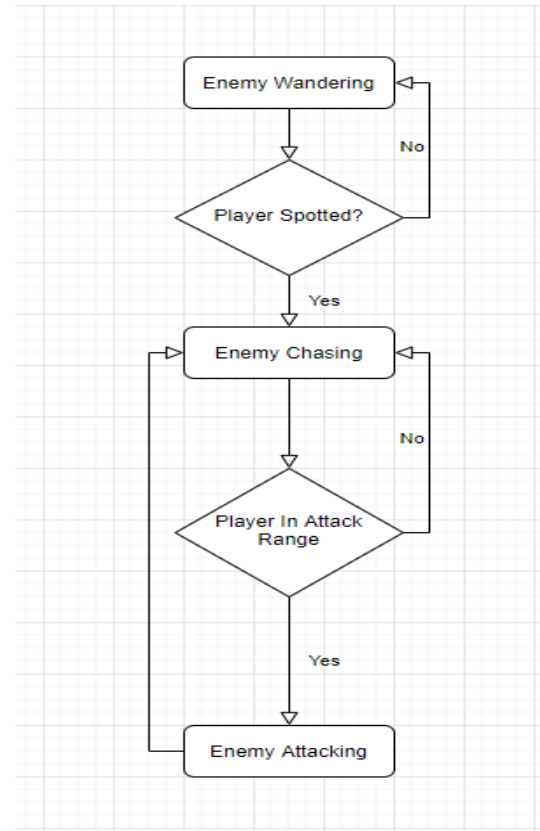 Enemy Wandering
No
Player Spotted?
Yes
Enemy Chasing
No
Player In Attack
Range
Yes
Enemy Attacking